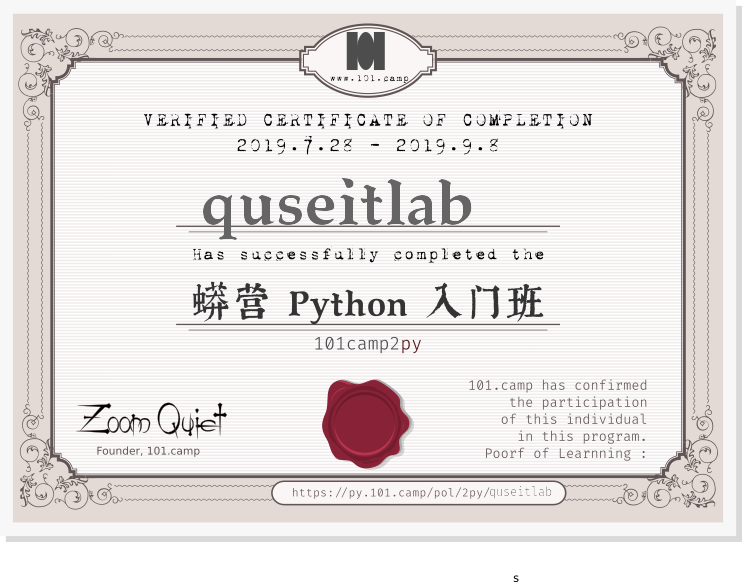 www.101.camp
VERIFIED CERTIFICATE OF COMPLETION
2019.7.28 - 2019.9.8
quseitlab
Has successfully completed the
蟒营 Python 入门班
101camp2py
101.camp has confirmed
the participation
of this individual
in this program.
Poorf of Learnning :
Zoom Quiet
Founder, 101.camp
https://py.101.camp/pol/2py/quseitlab
s